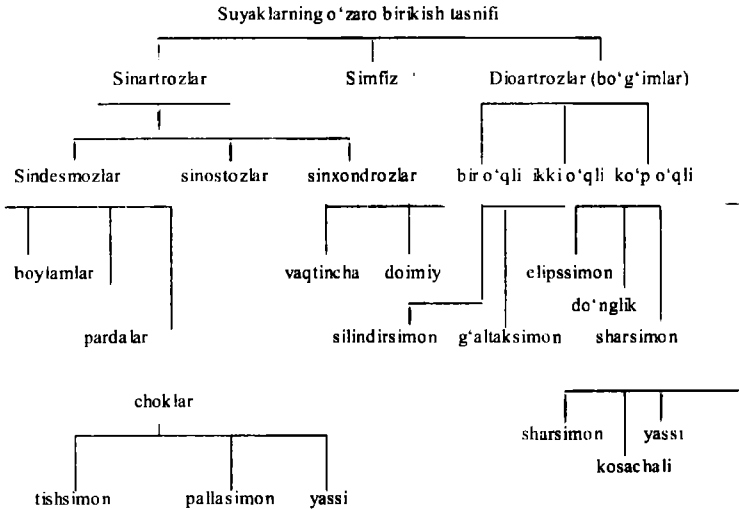 Suyaklarning o‘zaro birikish tasnifi
Sinartrozlar Simfiz Dioartrozlar (bo‘g‘imlar)
Sindesmozlar sinostozlar sinxondrozlar bir o‘qli ikki o‘qli ko‘p o‘qli
boylamlar vaqtincha doimiy elipssimon
do‘nglik
pardalar silindirsimon g‘altaksimon sharsimon
choklar
sharsimon yassi
kosachali
tishsimon pallasimon yassi